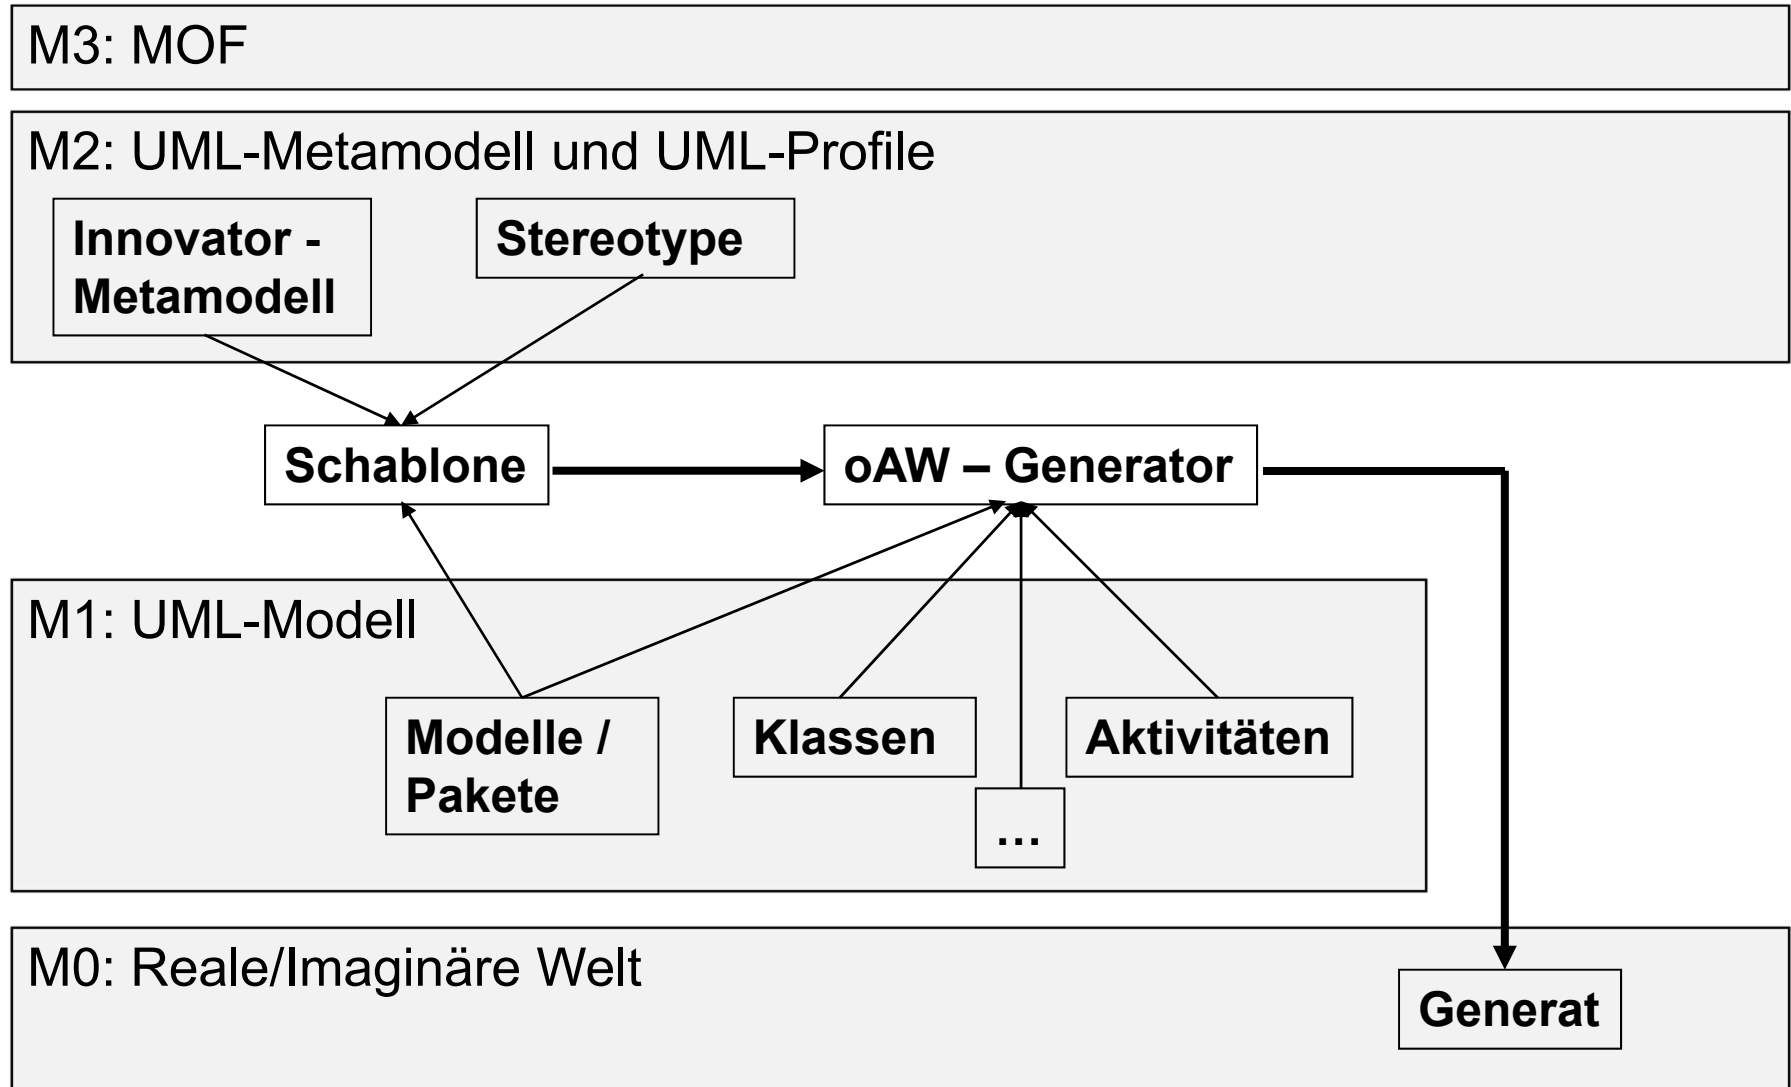 M3: MOF
M2: UML-Metamodell und UML-Profile
Innovator -
Metamodell
Stereotype
Schablone
oAW – Generator
M1: UML-Modell
Modelle /
Pakete
Klassen
Aktivitäten
...
M0: Reale/Imaginäre Welt
Generat